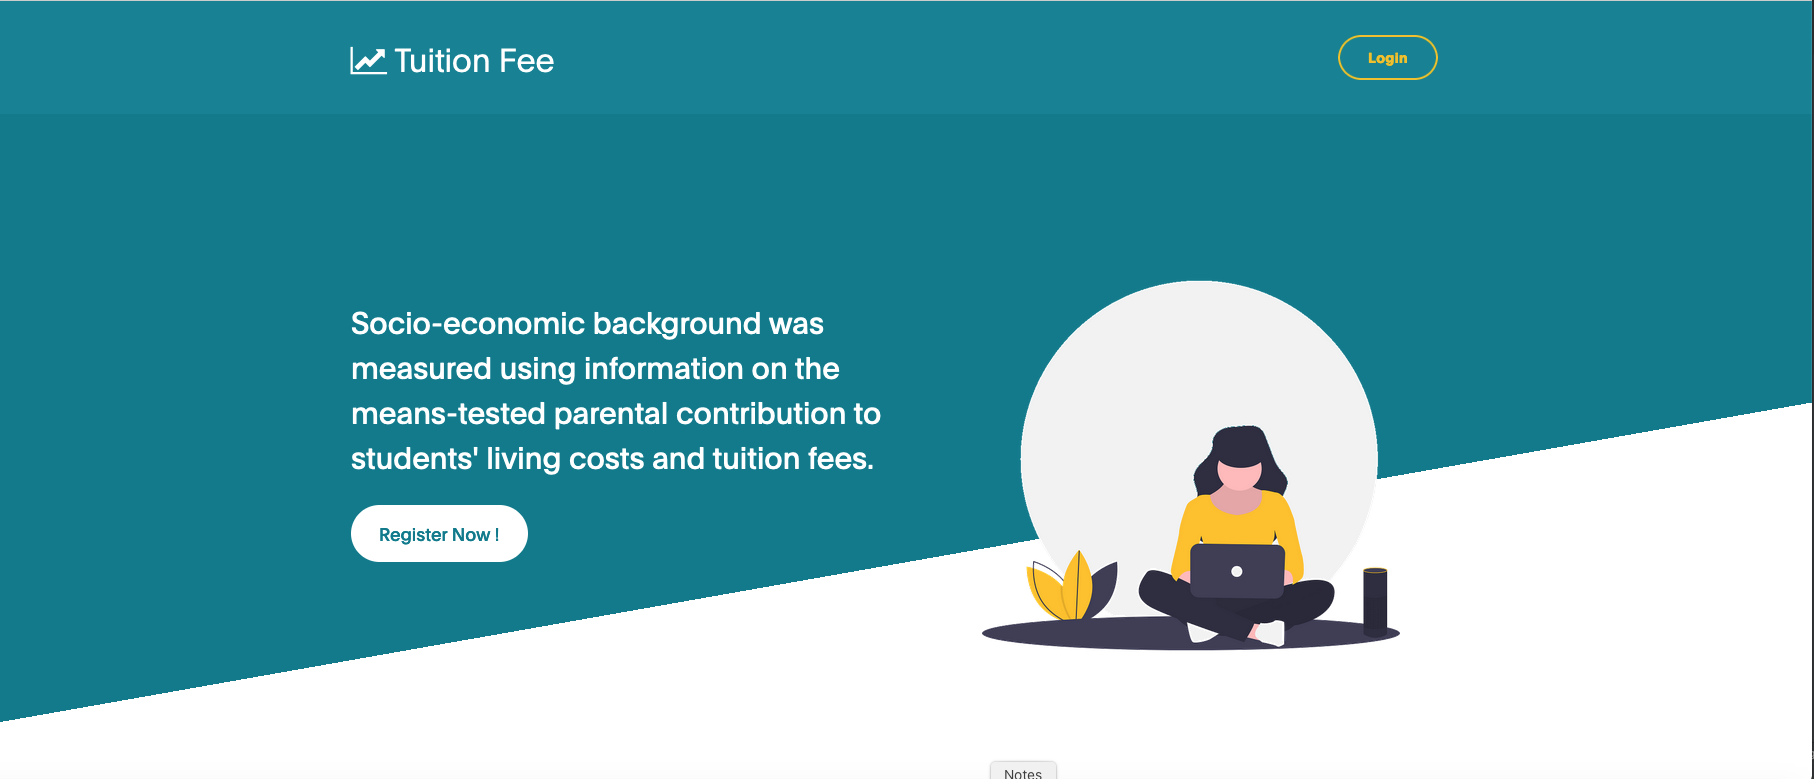 Tuition Fee
Login
Socio-economic background was
measured using information on the
means-tested parental contribution to
students' living costs and tuition fees.
Register Now !
Notes